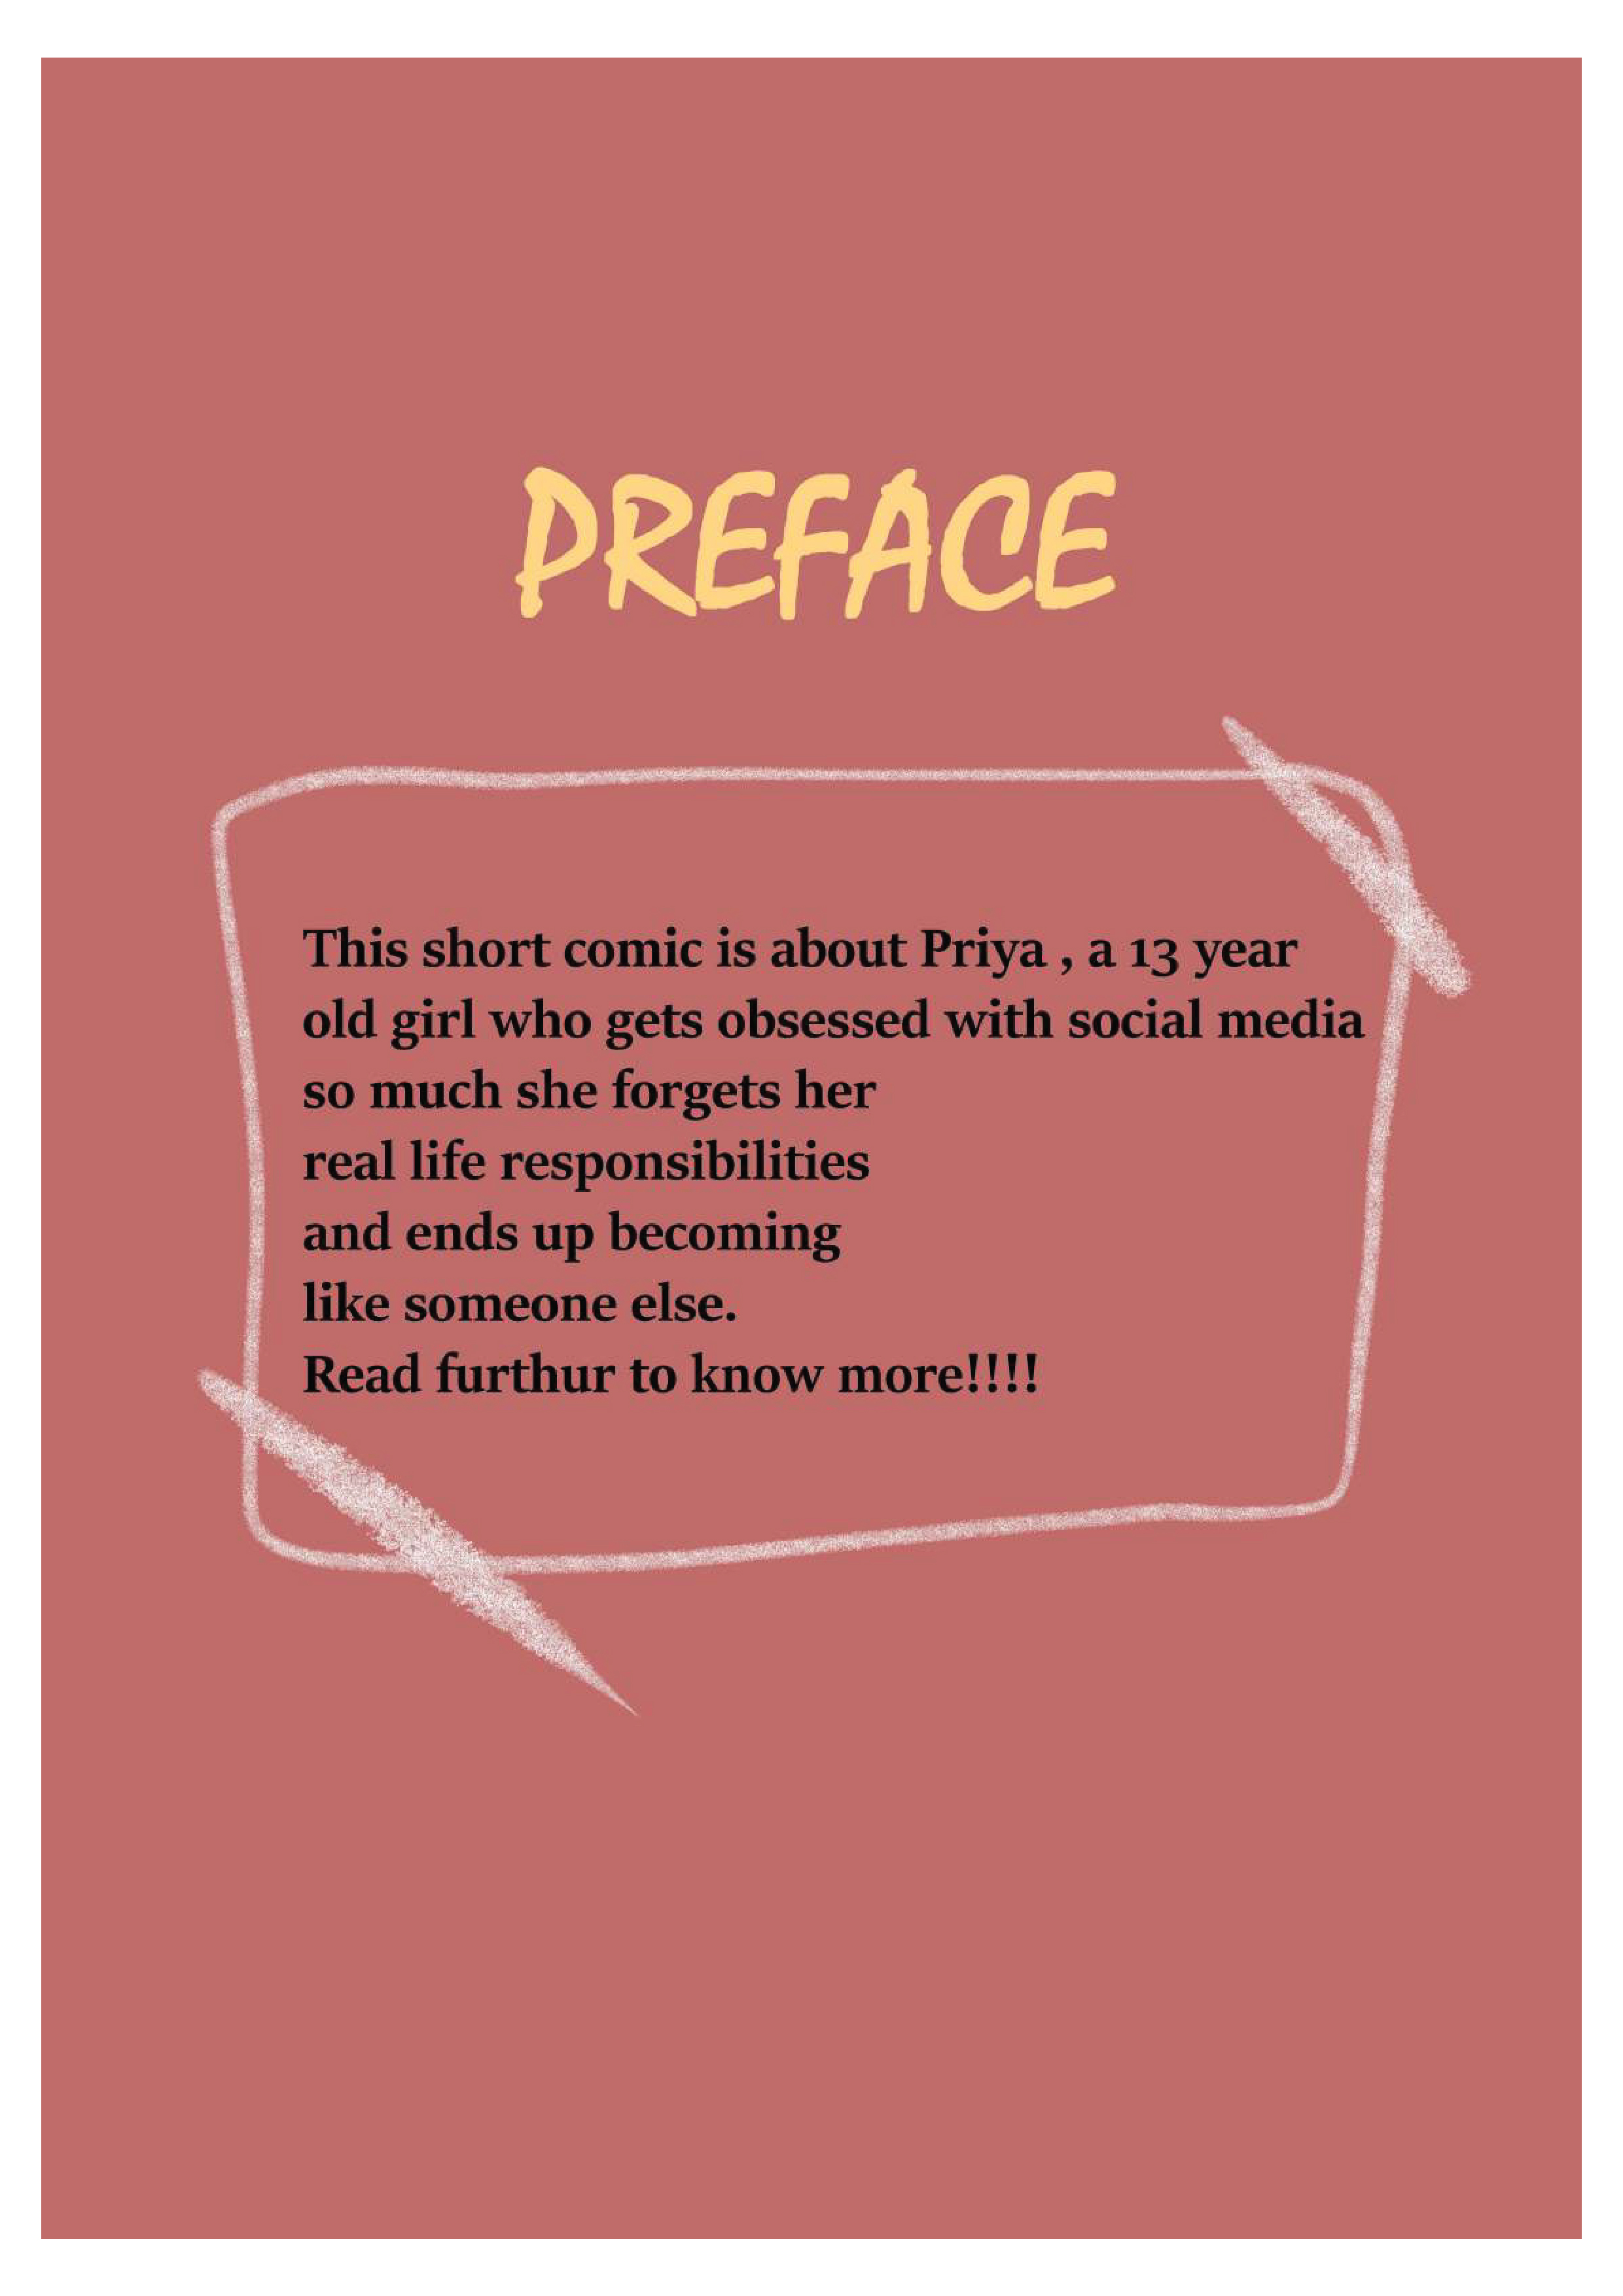 PREFACE
This short comic is about Priya , a 13 year
old girl who gets obsessed with social media
so much she forgets her
real life responsibilities
and ends up becoming
like someone else.
Read furthur to know more!!!!